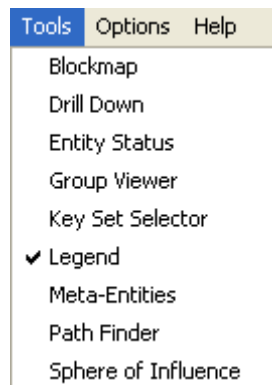 Tools Options Help
Blockmap
Drill Down
Entity Status
Group Viewer
Key Set Selector
✔ Legend
Meta-Entities
Path Finder
Sphere of Influence